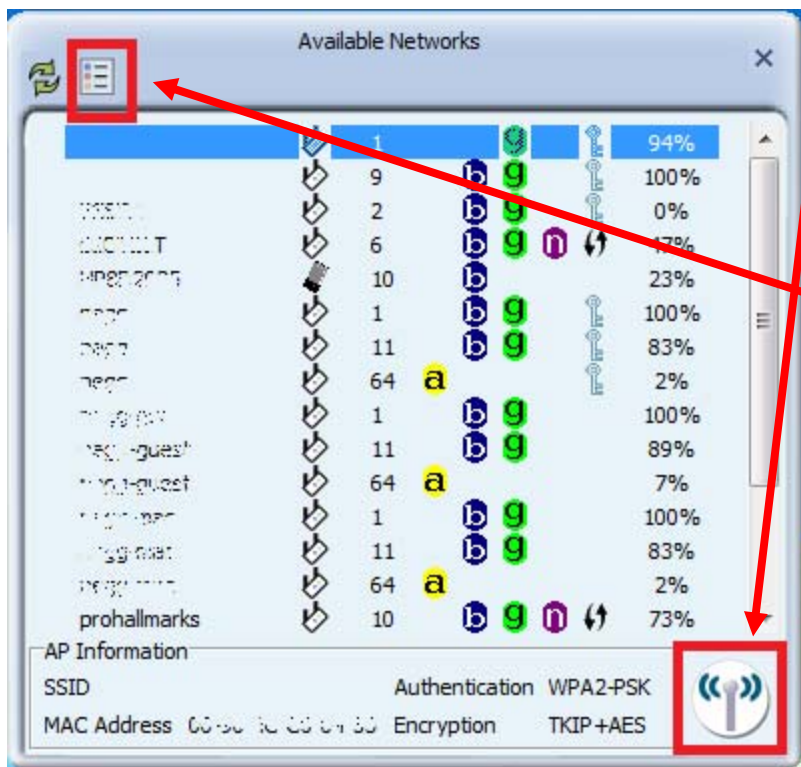 Available Networks
1 g 94%
9 b g 100%
2 b g 0%
6 b g n 47%
10 b 23%
1 b g 100%
11 b g 83%
64 a 2%
1 b g 100%
-guest 11 b g 89%
-guest 64 a 7%
1 b g 100%
11 b g 83%
64 a 2%
prohallmarks 10 b g n 73%
AP Information
SSID Authentication WPA2-PSK
MAC Address Encryption TKIP+AES